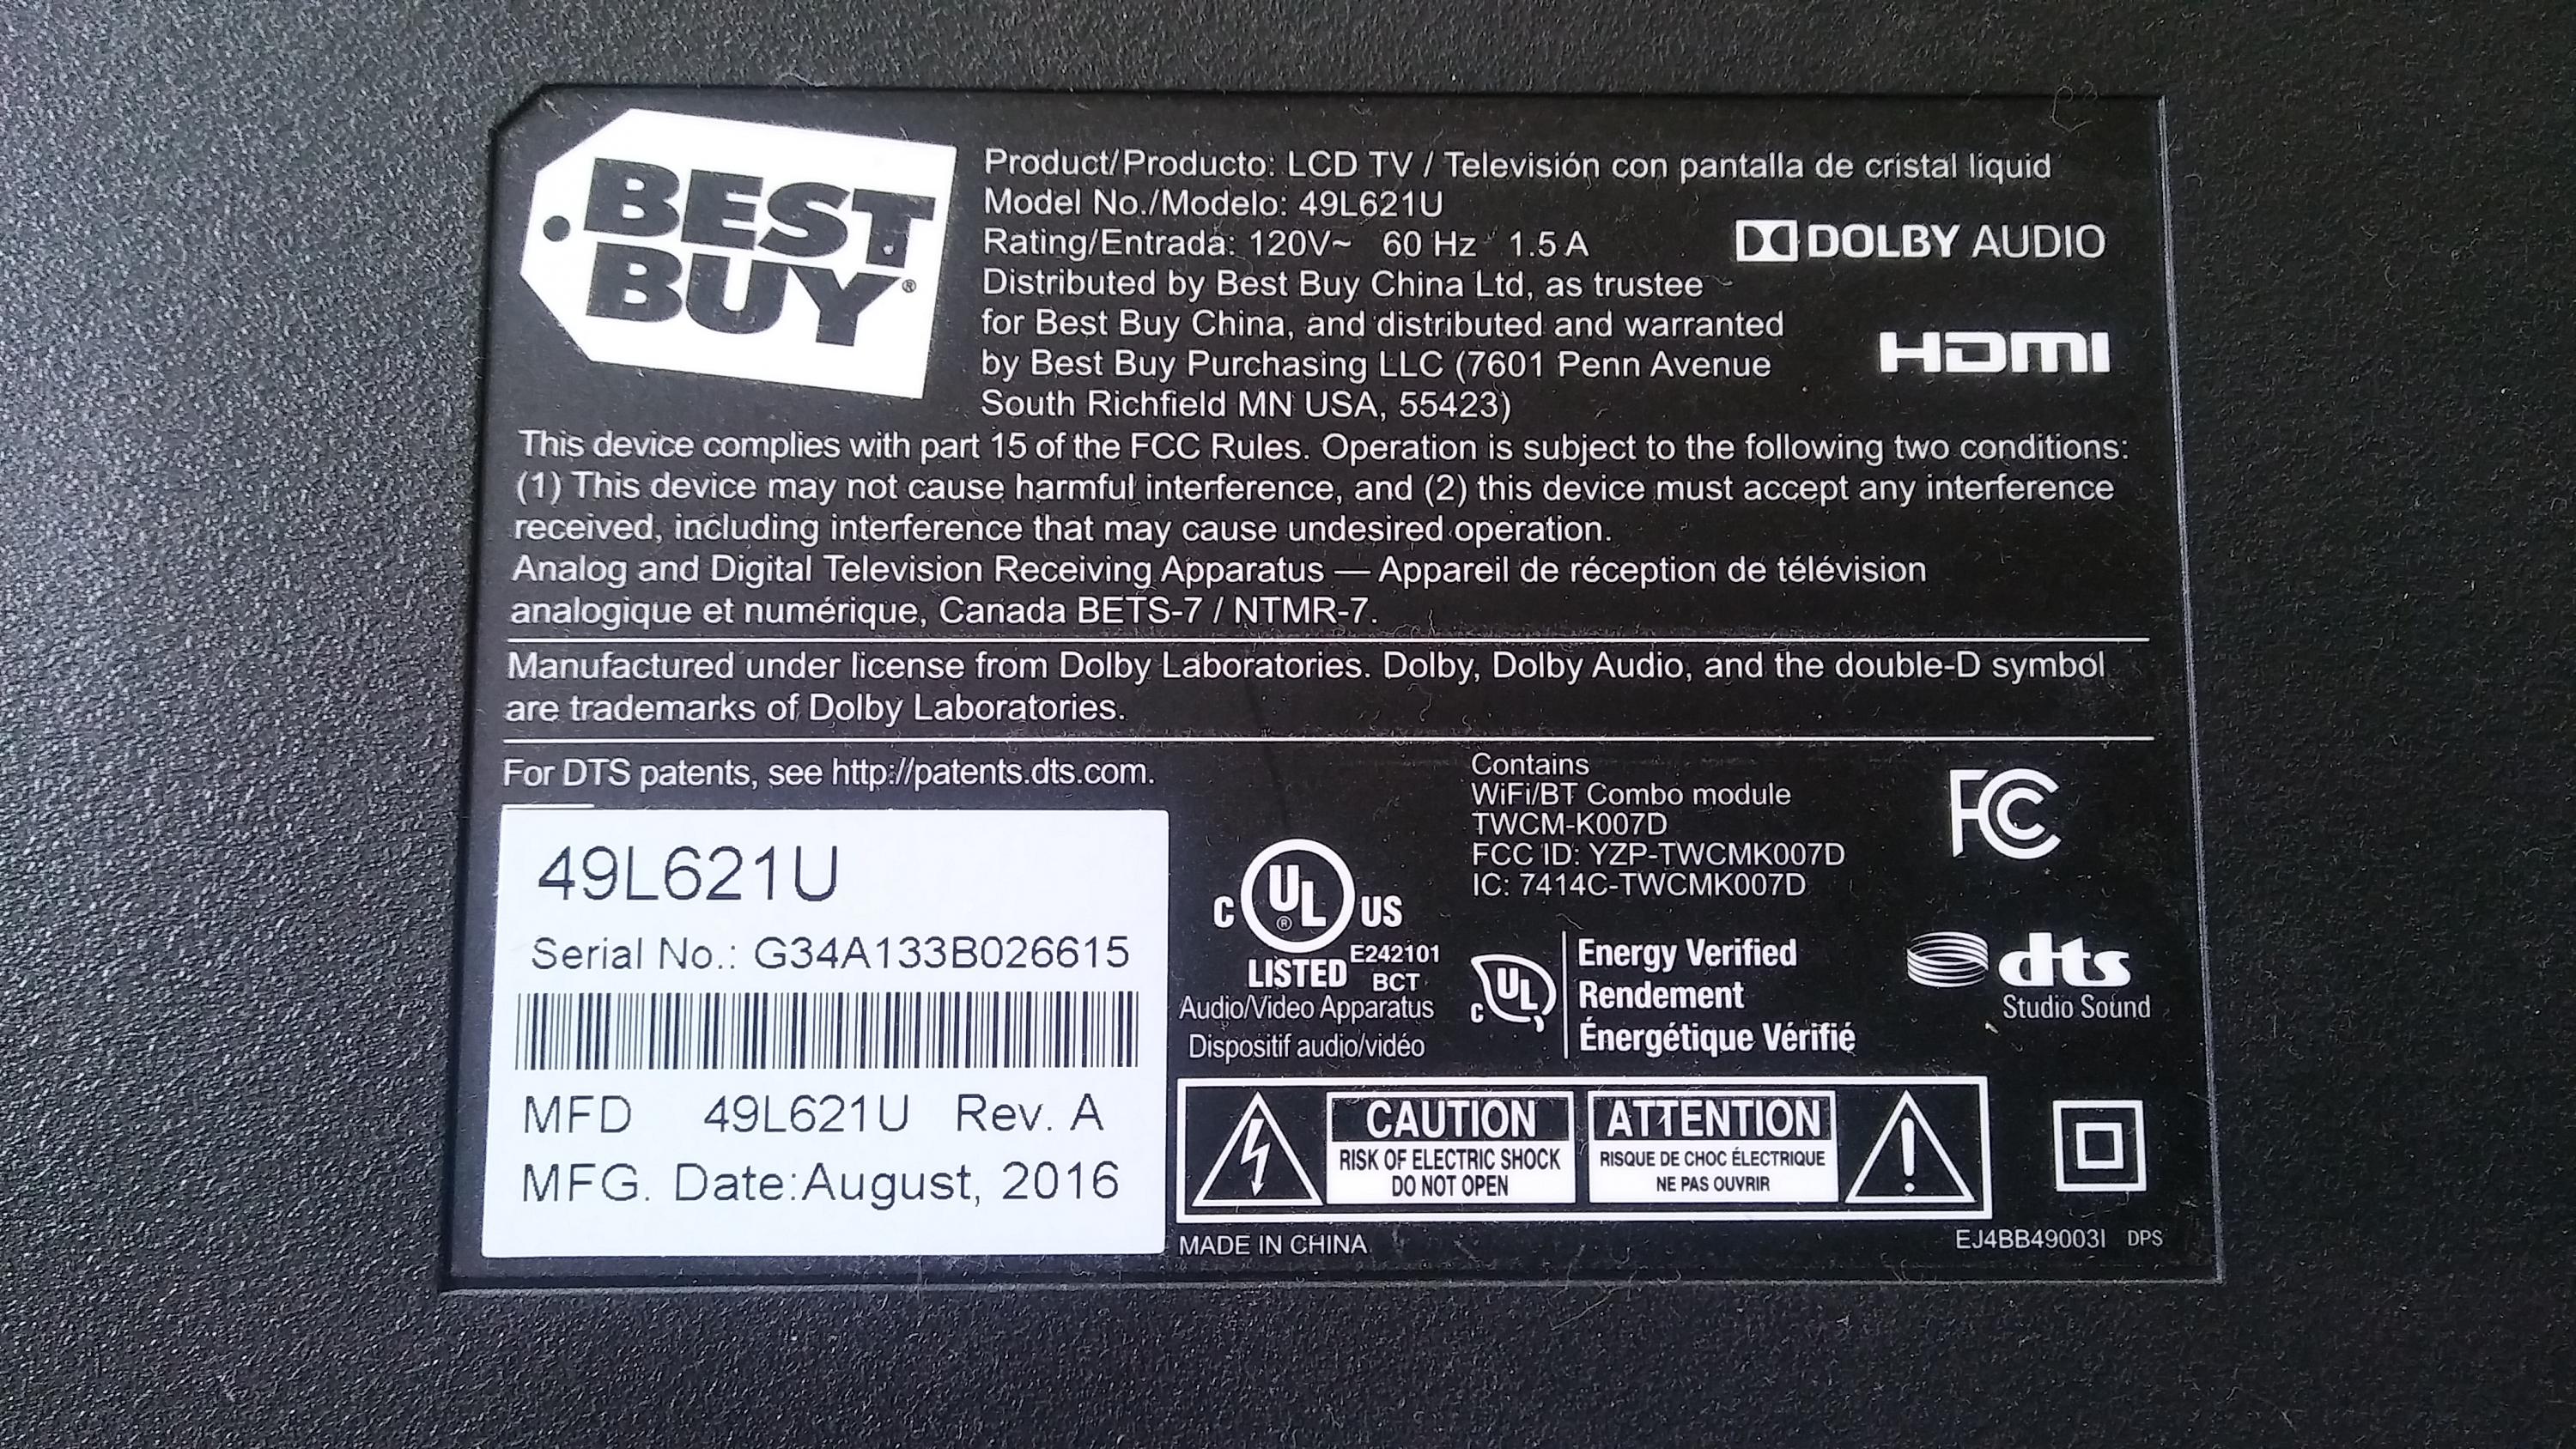 BEST
BUY®
Product/Producto: LCD TV / Televisión con pantalla de cristal liquid
Model No./Modelo: 49L621U
Rating/Entrada: 120V~ 60 Hz 1.5 A
Distributed by Best Buy China Ltd, as trustee
for Best Buy China, and distributed and warranted
by Best Buy Purchasing LLC (7601 Penn Avenue
South Richfield MN USA, 55423)
DOLBY AUDIO
HDMI
This device complies with part 15 of the FCC Rules. Operation is subject to the following two conditions:
(1) This device may not cause harmful interference, and (2) this device must accept any interference
received, including interference that may cause undesired operation.
Analog and Digital Television Receiving Apparatus — Appareil de réception de télévision
analogique et numérique, Canada BETS-7 / NTMR-7.
Manufactured under license from Dolby Laboratories. Dolby, Dolby Audio, and the double-D symbol
are trademarks of Dolby Laboratories.
For DTS patents, see http://patents.dts.com.
49L621U
Serial No.: G34A133B026615
MFD 49L621U Rev. A
MFG. Date:August, 2016
C UL® US
LISTED E242101
BCT
Audio/Video Apparatus
Dispositif audio/vidéo
Contains
WiFi/BT Combo module
TWCM-K007D
FCC ID: YZP-TWCMK007D
IC: 7414C-TWCMK007D
FC
c UL
Energy Verified
Rendement
Énergétique Vérifié
dts
Studio Sound
CAUTION
RISK OF ELECTRIC SHOCK
DO NOT OPEN
ATTENTION
RISQUE DE CHOC ÉLECTRIQUE
NE PAS OUVRIR
MADE IN CHINA
EJ4BB49003I DPS